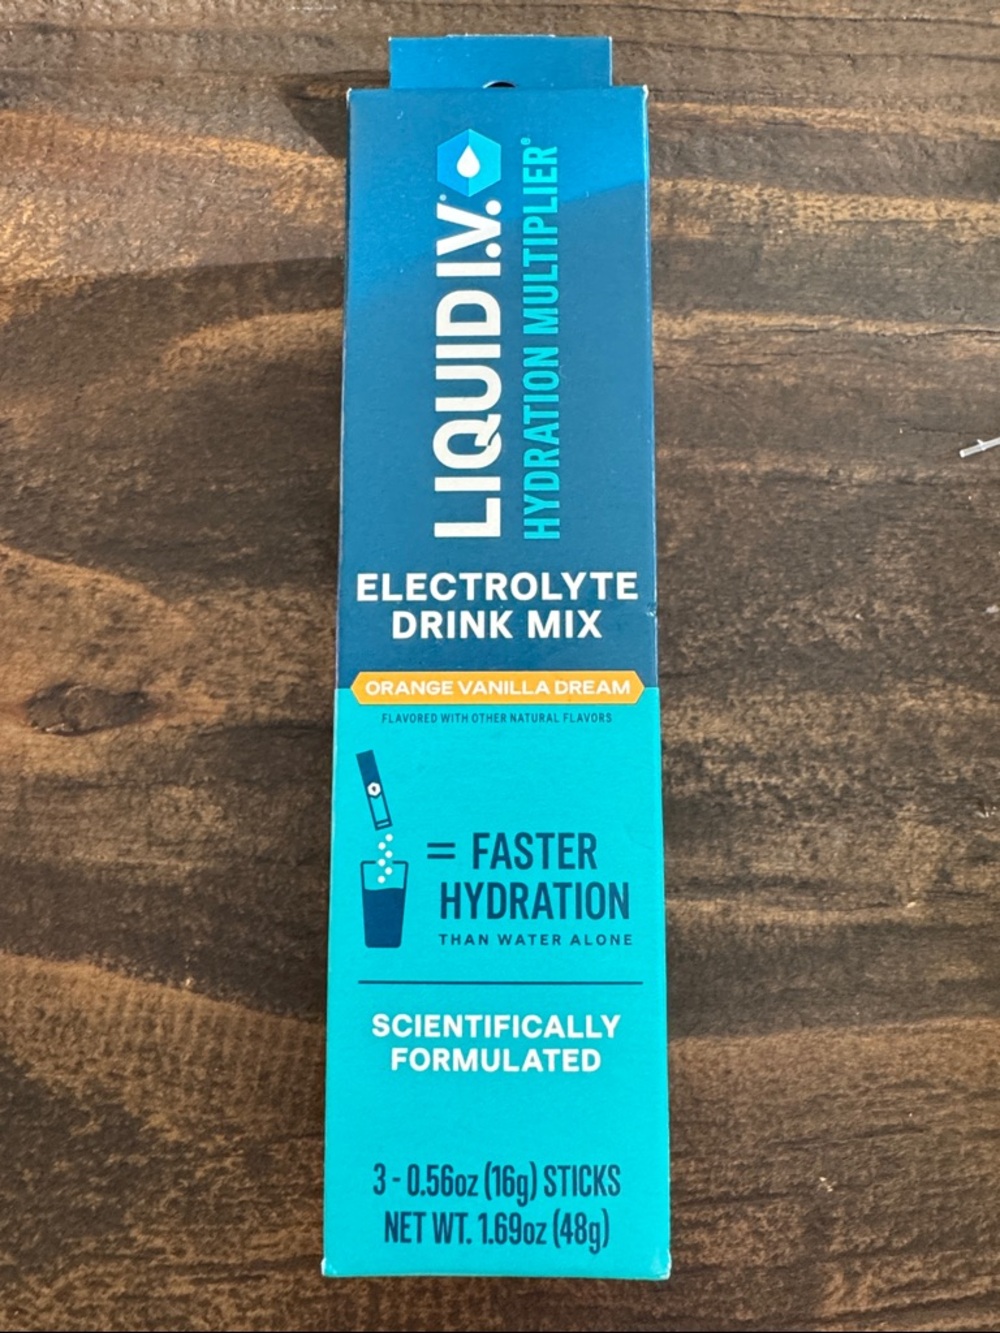 LIQUID I.V.®
HYDRATION MULTIPLIER®
ELECTROLYTE
DRINK MIX
ORANGE VANILLA DREAM
FLAVORED WITH OTHER NATURAL FLAVORS
= FASTER
HYDRATION
THAN WATER ALONE
SCIENTIFICALLY
FORMULATED
3 - 0.56oz (16g) STICKS
NET WT. 1.69oz (48g)